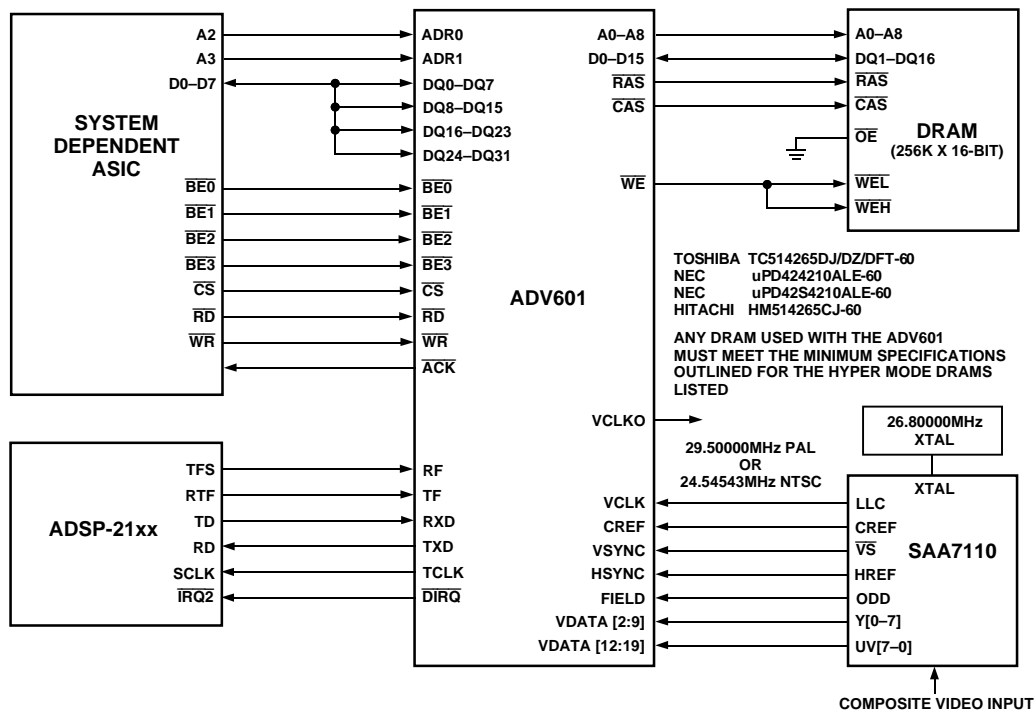 A2
A3
D0–D7
SYSTEM
DEPENDENT
ASIC
BE0
BE1
BE2
BE3
CS
RD
WR
ADR0
ADR1
DQ0–DQ7
DQ8–DQ15
DQ16–DQ23
DQ24–DQ31
BE0
BE1
BE2
BE3
CS
RD
WR
ACK
ADV601
A0–A8
D0–D15
RAS
CAS
WE
A0–A8
DQ1–DQ16
RAS
CAS
OE
DRAM
(256K X 16-BIT)
WEL
WEH
TOSHIBA TC514265DJ/DZ/DFT-60
NEC uPD424210ALE-60
NEC uPD42S4210ALE-60
HITACHI HM514265CJ-60
ANY DRAM USED WITH THE ADV601
MUST MEET THE MINIMUM SPECIFICATIONS
OUTLINED FOR THE HYPER MODE DRAMS
LISTED
VCLKO
29.50000MHz PAL
OR
24.54543MHz NTSC
26.80000MHz
XTAL
ADSP-21xx
TFS
RTF
TD
RD
SCLK
IRQ2
RF
TF
RXD
TXD
TCLK
DIRQ
VCLK
CREF
VSYNC
HSYNC
FIELD
VDATA [2:9]
VDATA [12:19]
XTAL
LLC
CREF
VS
HREF
ODD
Y[0–7]
UV[7–0]
SAA7110
COMPOSITE VIDEO INPUT